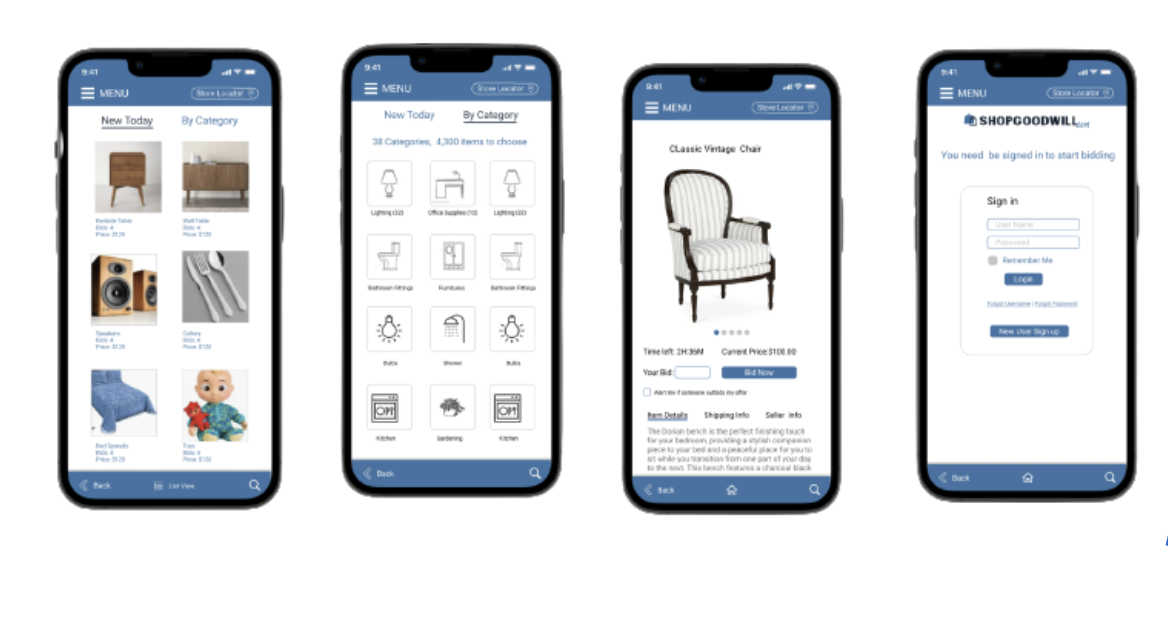 9:41
MENU
Store Locator
New Today By Category
Bedside Table
Bids: 4
Price: $120
Wall Table
Bids: 4
Price: $136
Speakers
Bids: 4
Price: $120
Cutlery
Bids: 4
Price: $136
Bed Spreads
Bids: 4
Price: $120
Toys
Price: $136
Back List View
9:41
MENU
Store Locator
New Today By Category
38 Categories, 4,300 items to choose
Lighting (32) Office Supplies (12) Lighting (32)
Bathroom Fittings Furnitures Bathroom Fittings
Bulbs Shower Bulbs
Kitchen Gardening Kitchen
Back
9:41
MENU
Store Locator
CLassic Vintage Chair
Time left: 2H:36M Current Price:$100.00
Your Bid: Bid Now
Alert me if someone outbids my offer
Item Details Shipping Info Seller Info
The Dorian bench is the perfect finishing touch
for your bedroom, providing a stylish companion
piece to your bed and a peaceful place for you to
sit while you transition from one part of your day
to the next. This bench features a charcoal black
Back
9:41
MENU
Store Locator
SHOPGOODWILL
You need be signed in to start bidding
Sign in
User Name
Password
Remember Me
Login
Forgot Username | Forgot Password
New User Sign up
Back